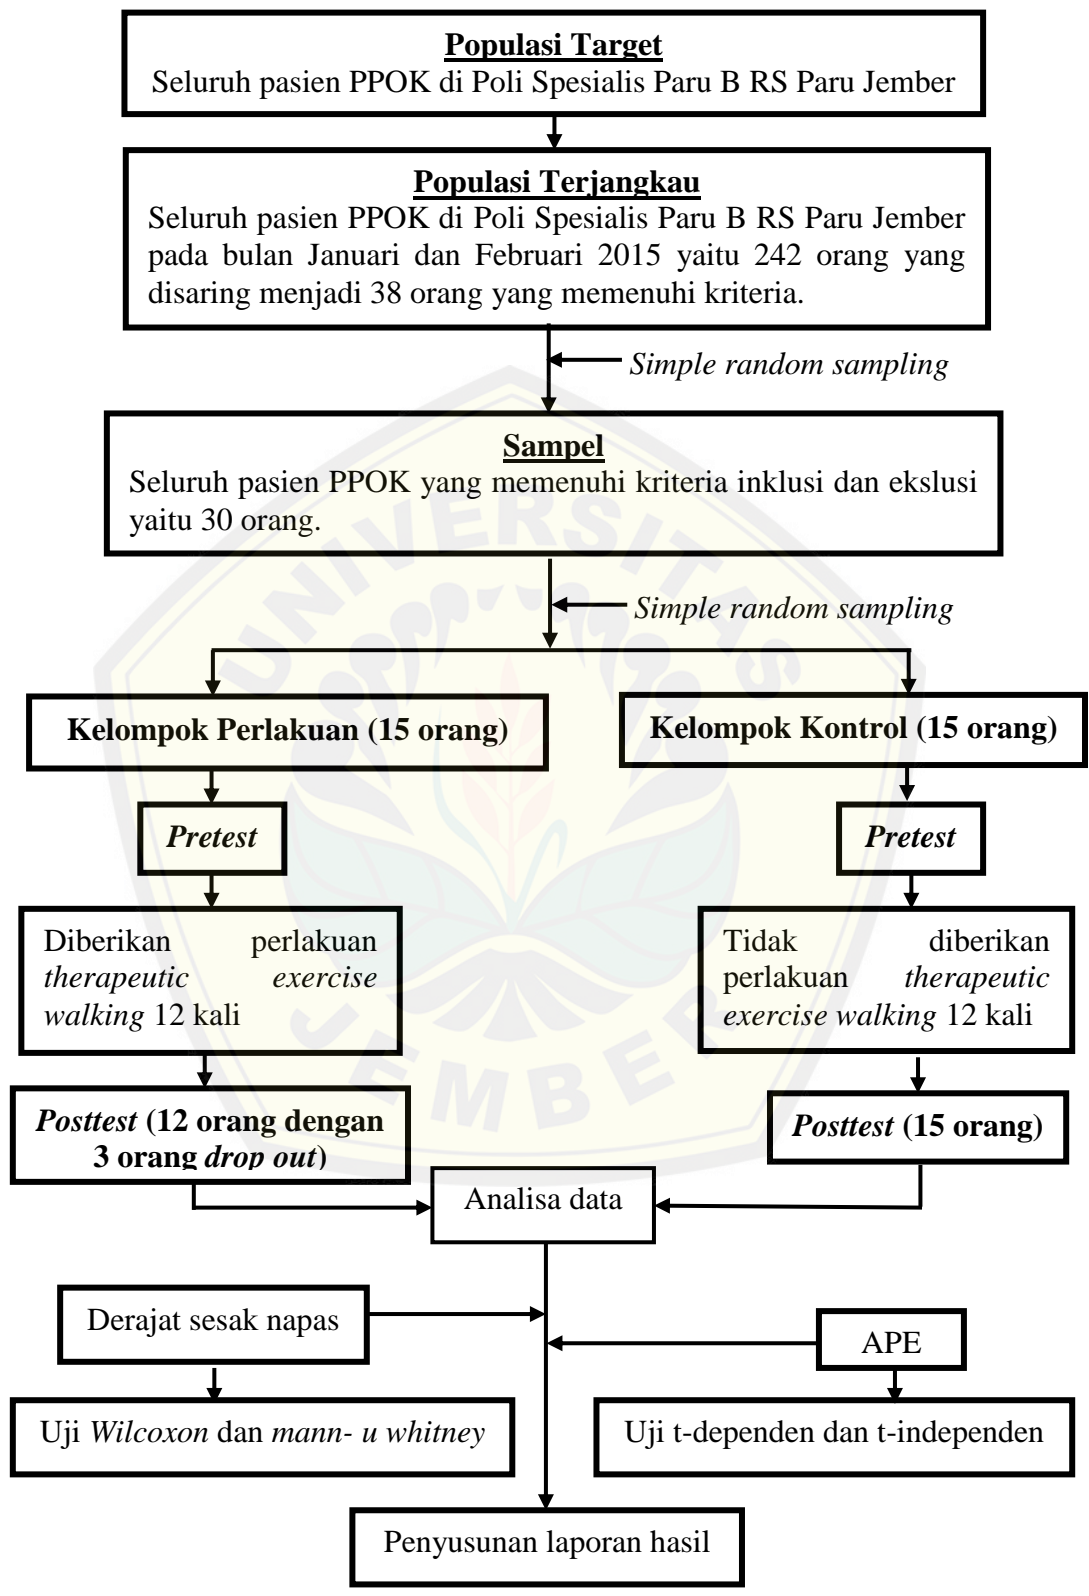 Populasi Target
Seluruh pasien PPOK di Poli Spesialis Paru B RS Paru Jember
Populasi Terjangkau
Seluruh pasien PPOK di Poli Spesialis Paru B RS Paru Jember
pada bulan Januari dan Februari 2015 yaitu 242 orang yang
disaring menjadi 38 orang yang memenuhi kriteria.
Simple random sampling
Sampel
Seluruh pasien PPOK yang memenuhi kriteria inklusi dan ekslusi
yaitu 30 orang.
UNIVERSITAS
Simple random sampling
Kelompok Perlakuan (15 orang)
Kelompok Kontrol (15 orang)
Pretest
Pretest
Diberikan perlakuan
therapeutic exercise
walking 12 kali
Tidak diberikan
perlakuan therapeutic
exercise walking 12 kali
JEMBER
Posttest (12 orang dengan
3 orang drop out)
Posttest (15 orang)
Analisa data
Derajat sesak napas
APE
Uji Wilcoxon dan mann- u whitney
Uji t-dependen dan t-independen
Penyusunan laporan hasil